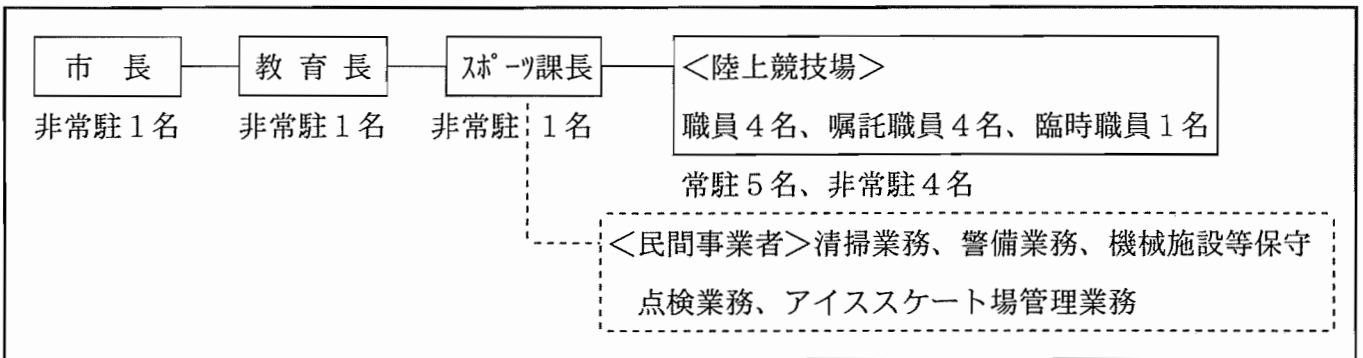 市長 教育長 スポーツ課長 <陸上競技場>
非常駐1名 非常駐1名 非常駐 1名 職員4名、嘱託職員4名、臨時職員1名
常駐5名、非常駐4名
<民間事業者>清掃業務、警備業務、機械施設等保守
点検業務、アイススケート場管理業務